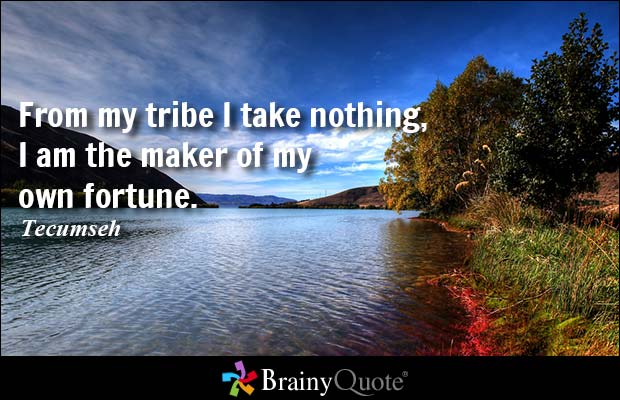 From my tribe I take nothing,
I am the maker of my
own fortune.
Tecumseh
BrainyQuote®